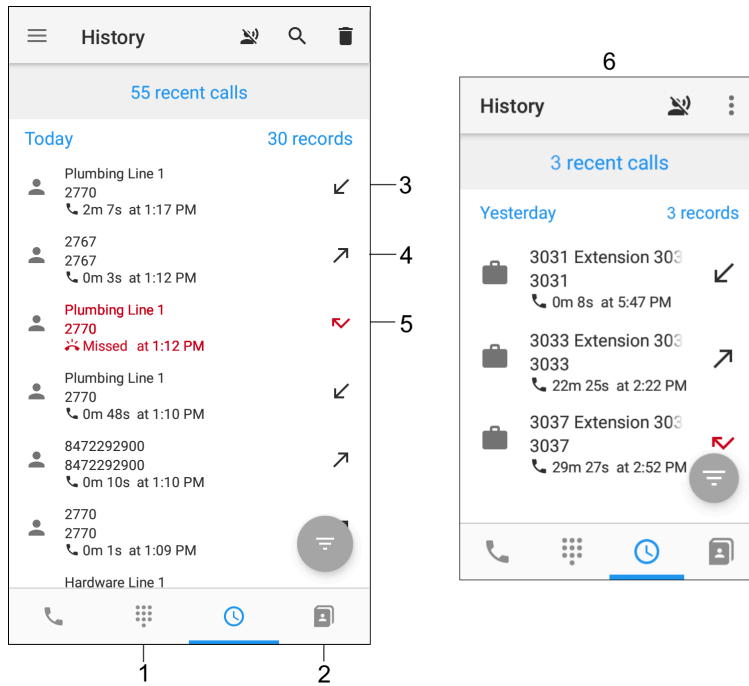 History
55 recent calls
Today 30 records
Plumbing Line 1
2770
2m 7s at 1:17 PM
3
2767
2767
0m 3s at 1:12 PM
4
Plumbing Line 1
2770
Missed at 1:12 PM
5
Plumbing Line 1
2770
0m 48s at 1:10 PM
8472292900
8472292900
0m 10s at 1:10 PM
2770
2770
0m 1s at 1:09 PM
Hardware Line 1
1
2
6
History
3 recent calls
Yesterday 3 records
3031 Extension 303
3031
0m 8s at 5:47 PM
3033 Extension 303
3033
22m 25s at 2:22 PM
3037 Extension 303
3037
29m 27s at 2:52 PM